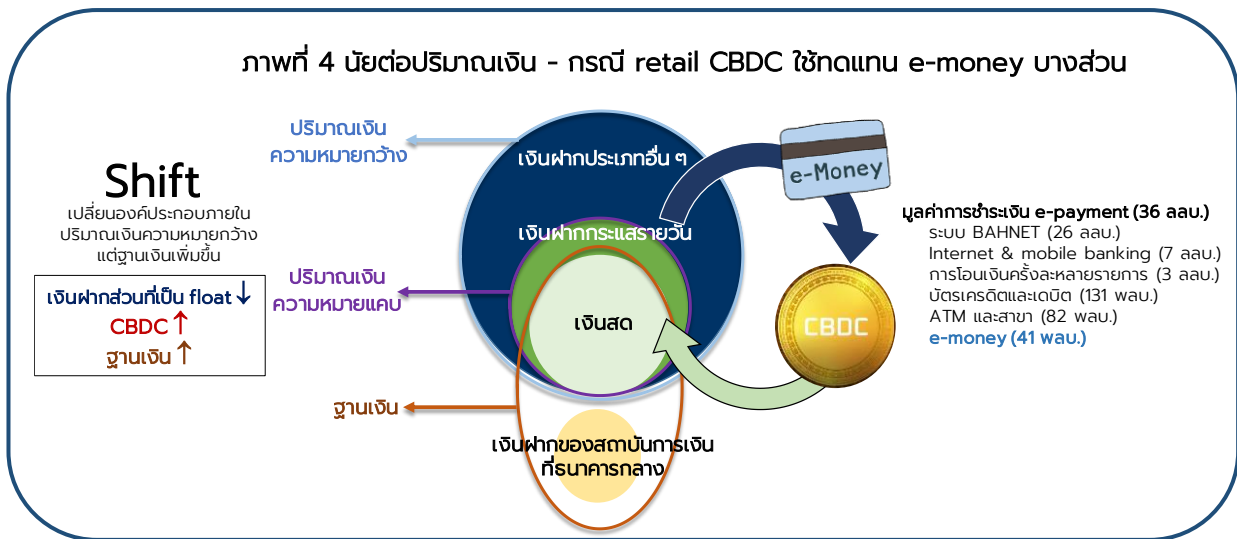 ภาพที่ 4 นัยต่อปริมาณเงิน - กรณี retail CBDC ใช้ทดแทน e-money บางส่วน
Shift
เปลี่ยนองค์ประกอบภายใน
ปริมาณเงินความหมายกว้าง
แต่ฐานเงินเพิ่มขึ้น
เงินฝากส่วนที่เป็น float ↓
CBDC ↑
ฐานเงิน ↑
ปริมาณเงิน
ความหมายกว้าง
ปริมาณเงิน
ความหมายแคบ
ฐานเงิน
เงินฝากประเภทอื่น ๆ
เงินฝากกระแสรายวัน
เงินสด
เงินฝากของสถาบันการเงิน
ที่ธนาคารกลาง
e-Money
CBDC
มูลค่าการชำระเงิน e-payment (36 ลลบ.)
ระบบ BAHNET (26 ลลบ.)
Internet & mobile banking (7 ลลบ.)
การโอนเงินครั้งละหลายรายการ (3 ลลบ.)
บัตรเครดิตและเดบิต (131 พลบ.)
ATM และสาขา (82 พลบ.)
e-money (41 พลบ.)